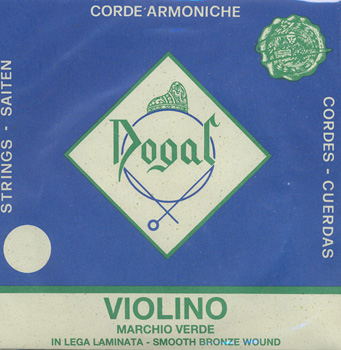 CORDE ARMONICHE
STRINGS - SAITEN
Dogal
CORDES - CUERDAS
VIOLINO
MARCHIO VERDE
IN LEGA LAMINATA - SMOOTH BRONZE WOUND